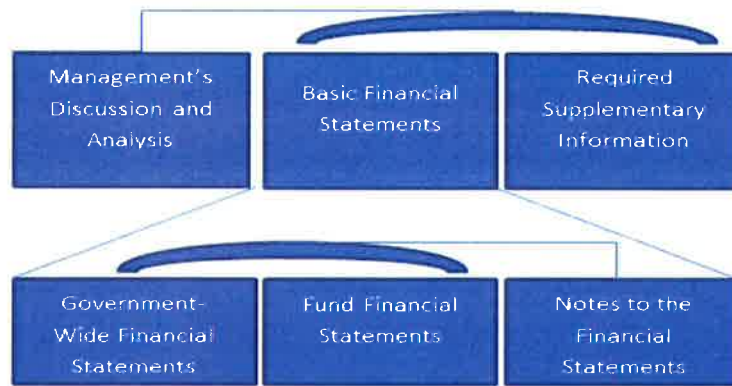 Management's
Discussion and
Analysis
Basic Financial
Statements
Required
Supplementary
Information
Government-
Wide Financial
Statements
Fund Financial
Statements
Notes to the
Financial
Statements